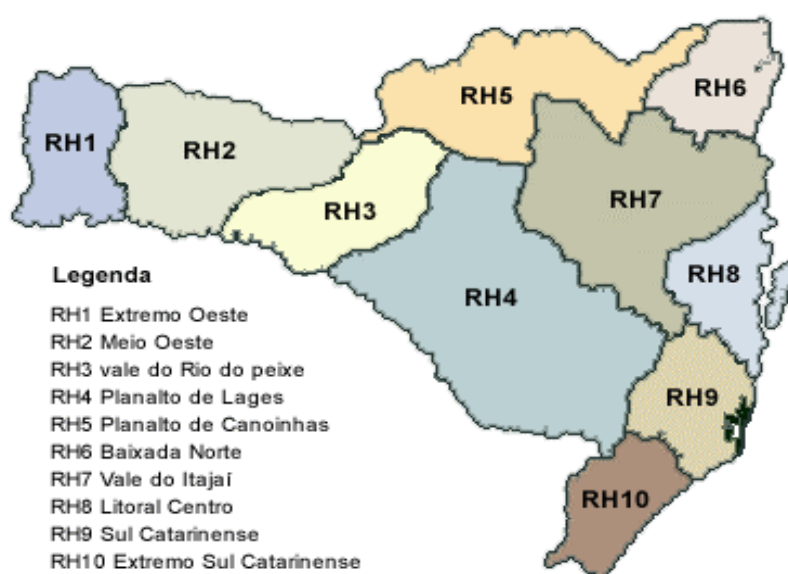 RH5
RH6
RH1
RH2
RH7
RH3
RH8
RH4
RH9
RH10
Legenda
RH1 Extremo Oeste
RH2 Meio Oeste
RH3 vale do Rio do peixe
RH4 Planalto de Lages
RH5 Planalto de Canoinhas
RH6 Baixada Norte
RH7 Vale do Itajaí
RH8 Litoral Centro
RH9 Sul Catarinense
RH10 Extremo Sul Catarinense